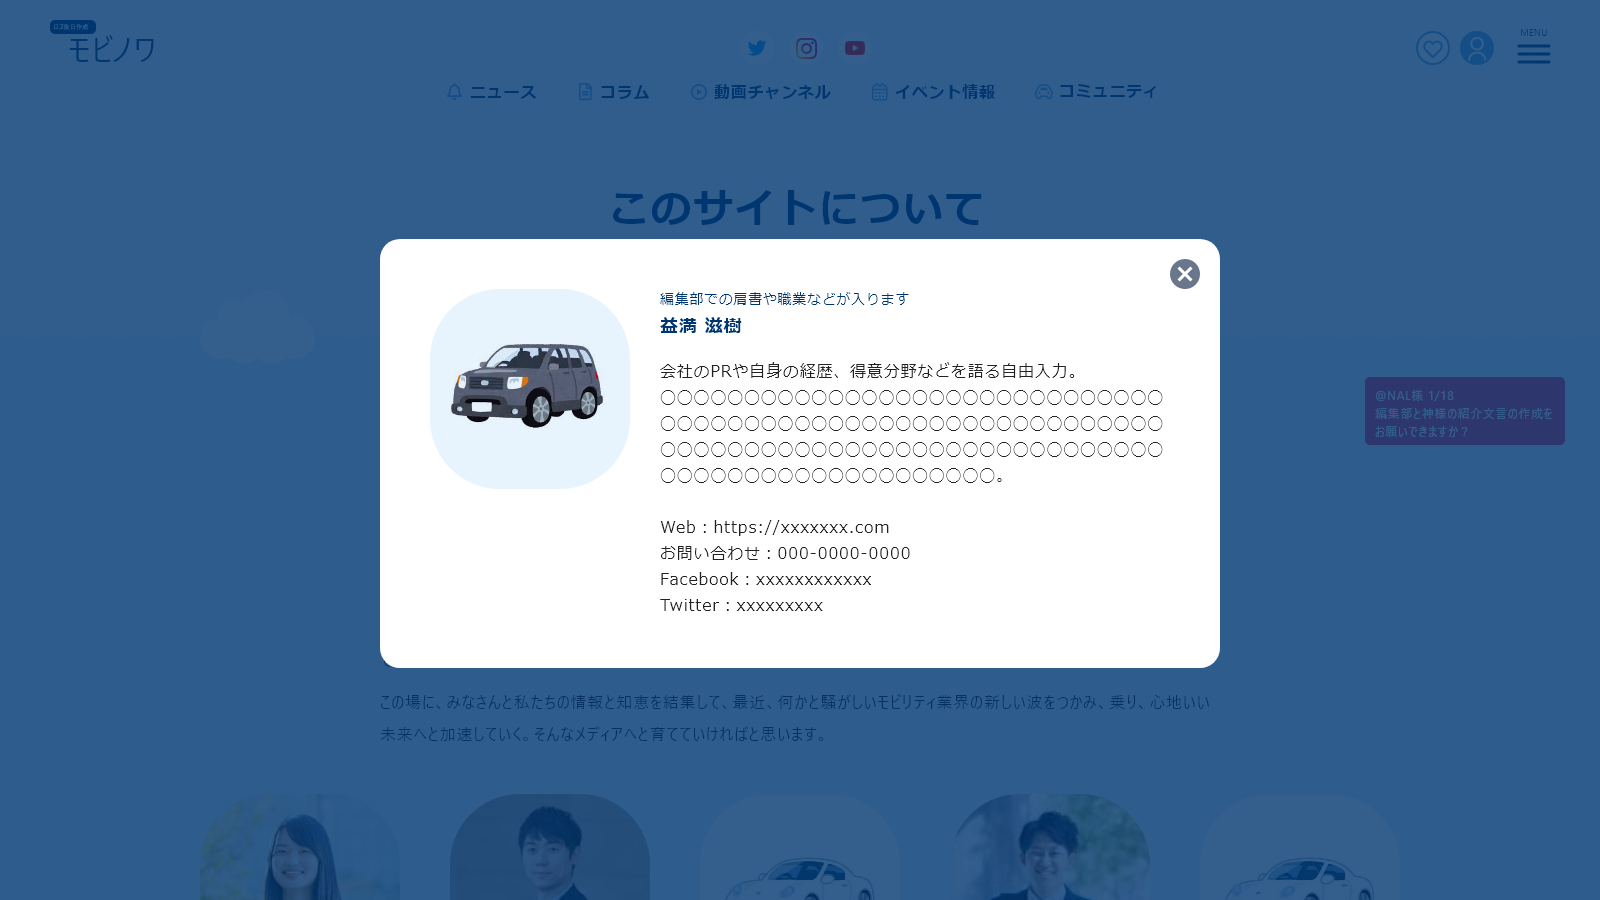 ロゴ後日作成
モビノワ
MENU
ニュース
コラム
動画チャンネル
イベント情報
コミュニティ
このサイトについて
編集部での肩書や職業などが入ります
益満 滋樹
会社のPRや自身の経歴、得意分野などを語る自由入力。
〇〇〇〇〇〇〇〇〇〇〇〇〇〇〇〇〇〇〇〇〇〇〇〇〇〇〇〇〇〇
〇〇〇〇〇〇〇〇〇〇〇〇〇〇〇〇〇〇〇〇〇〇〇〇〇〇〇〇〇〇
〇〇〇〇〇〇〇〇〇〇〇〇〇〇〇〇〇〇〇〇〇〇〇〇〇〇〇〇〇〇
〇〇〇〇〇〇〇〇〇〇〇〇〇〇〇〇〇〇〇〇。
Web：https://xxxxxxx.com
お問い合わせ：000-0000-0000
Facebook：xxxxxxxxxxxx
Twitter：xxxxxxxxx
@NAL様 1/18
編集部と神様の紹介文言の作成を
お願いできますか？
この場に、みなさんと私たちの情報と知恵を結集して、最近、何かと騒がしいモビリティ業界の新しい波をつかみ、乗り、心地いい
未来へと加速していく。そんなメディアへと育てていければと思います。